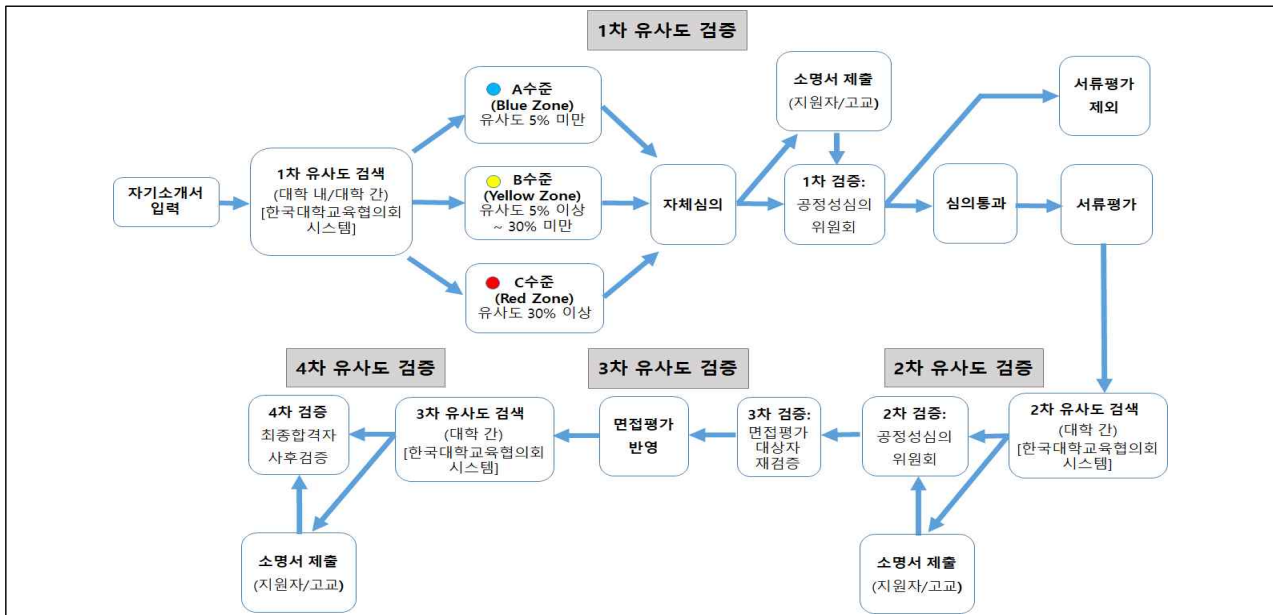 1차 유사도 검증
자기소개서
입력
1차 유사도 검색
(대학 내/대학 간)
[한국대학교육협의회
시스템]
A수준
(Blue Zone)
유사도 5% 미만
B수준
(Yellow Zone)
유사도 5% 이상
~ 30% 미만
C수준
(Red Zone)
유사도 30% 이상
자체심의
소명서 제출
(지원자/고교)
1차 검증:
공정성심의
위원회
서류평가
제외
심의통과
서류평가
2차 유사도 검증
2차 유사도 검색
(대학 간)
[한국대학교육협의회
시스템]
소명서 제출
(지원자/고교)
2차 검증:
공정성심의
위원회
3차 유사도 검증
3차 검증:
면접평가
대상자
재검증
면접평가
반영
4차 유사도 검증
3차 유사도 검색
(대학 간)
[한국대학교육협의회
시스템]
소명서 제출
(지원자/고교)
4차 검증
최종합격자
사후검증